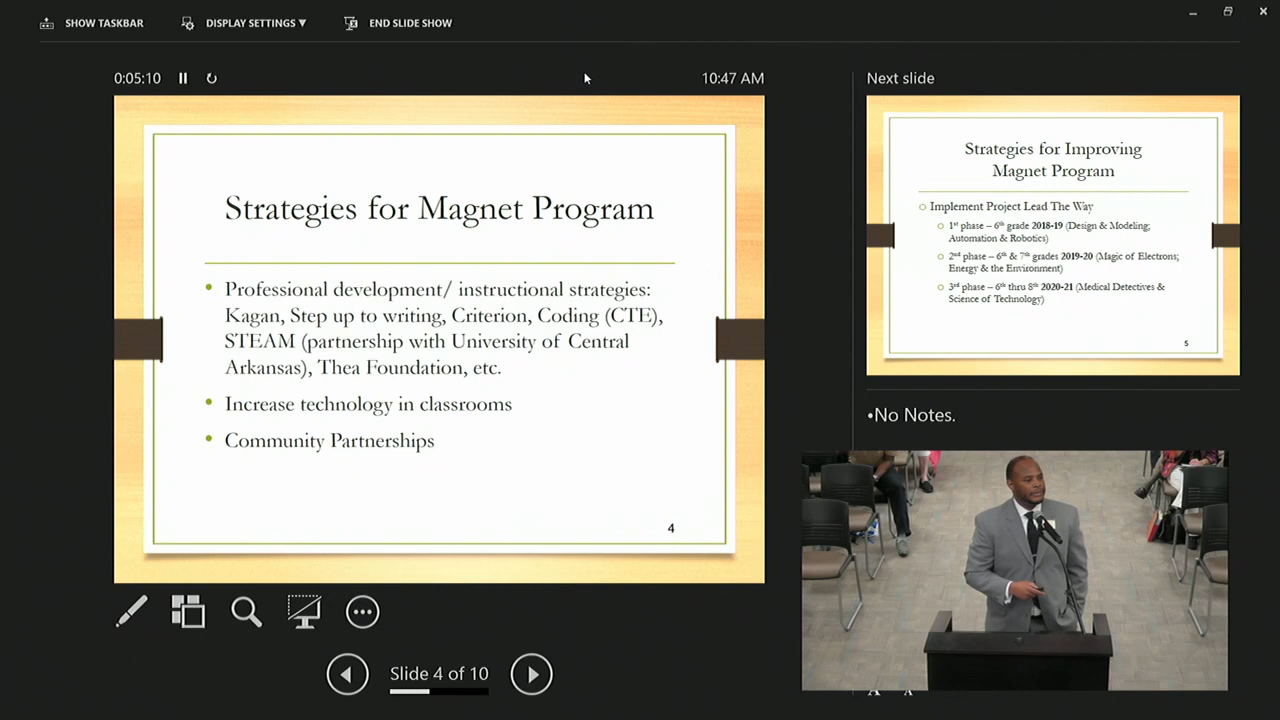 SHOW TASKBAR
DISPLAY SETTINGS ▼
END SLIDE SHOW
0:05:10
10:47 AM
Strategies for Magnet Program
• Professional development/ instructional strategies:
Kagan, Step up to writing, Criterion, Coding (CTE),
STEAM (partnership with University of Central
Arkansas), Thea Foundation, etc.
• Increase technology in classrooms
• Community Partnerships
4
Slide 4 of 10
Next slide
Strategies for Improving
Magnet Program
Implement Project Lead The Way
1st phase – 6th grade 2018-19 (Design & Modeling;
Automation & Robotics)
2nd phase – 6th & 7th grades 2019-20 (Magic of Electrons;
Energy & the Environment)
3rd phase – 6th thru 8th 2020-21 (Medical Detectives &
Science of Technology)
5
•No Notes.
A A